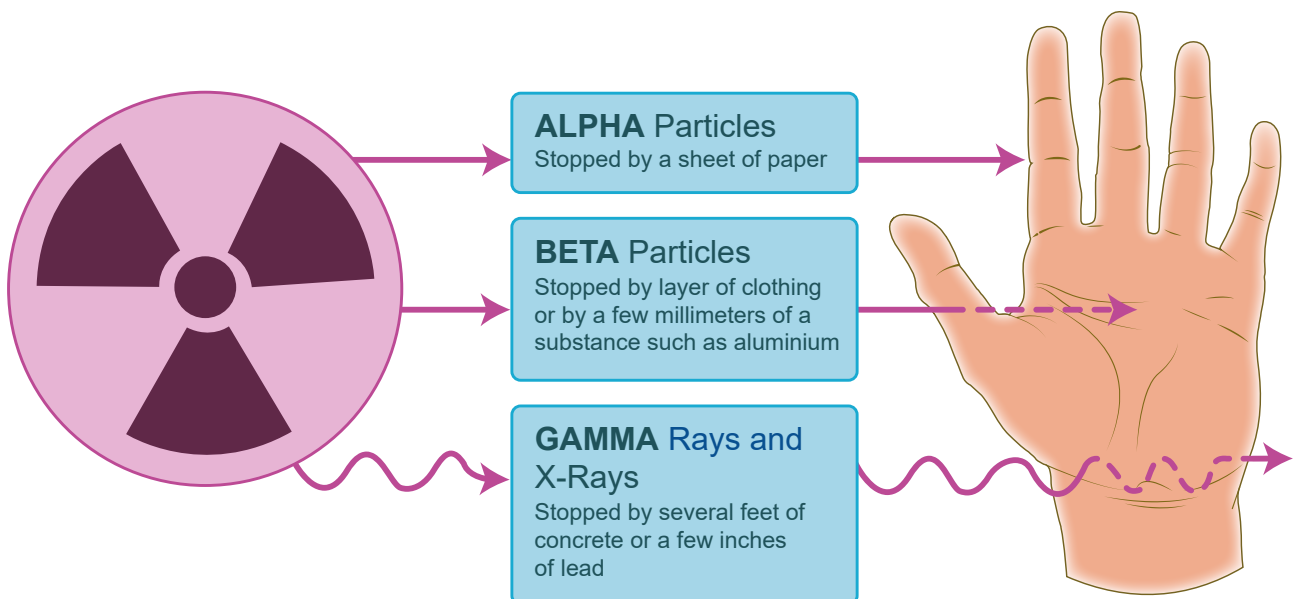 ALPHA Particles
Stopped by a sheet of paper
BETA Particles
Stopped by layer of clothing
or by a few millimeters of a
substance such as aluminium
GAMMA Rays and
X-Rays
Stopped by several feet of
concrete or a few inches
of lead